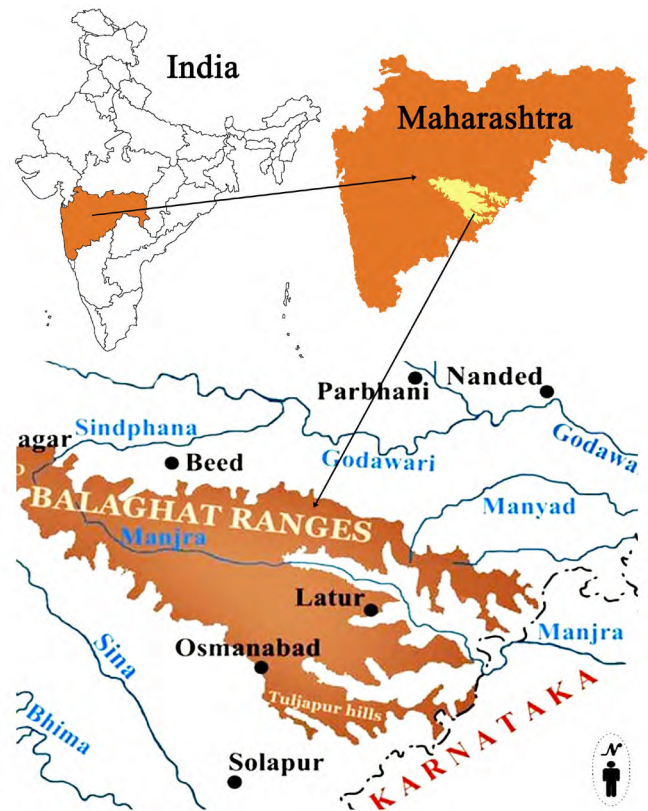 India
Maharashtra
Parbhani
Nanded
Sindphana
agar
Beed
Godawari
Godawa
BALAGHAT RANGES
Manyad
Manjra
Latur
Manjra
Osmanabad
Sina
Tuljapur hills
Bhima
KARNATAKA
Solapur
N